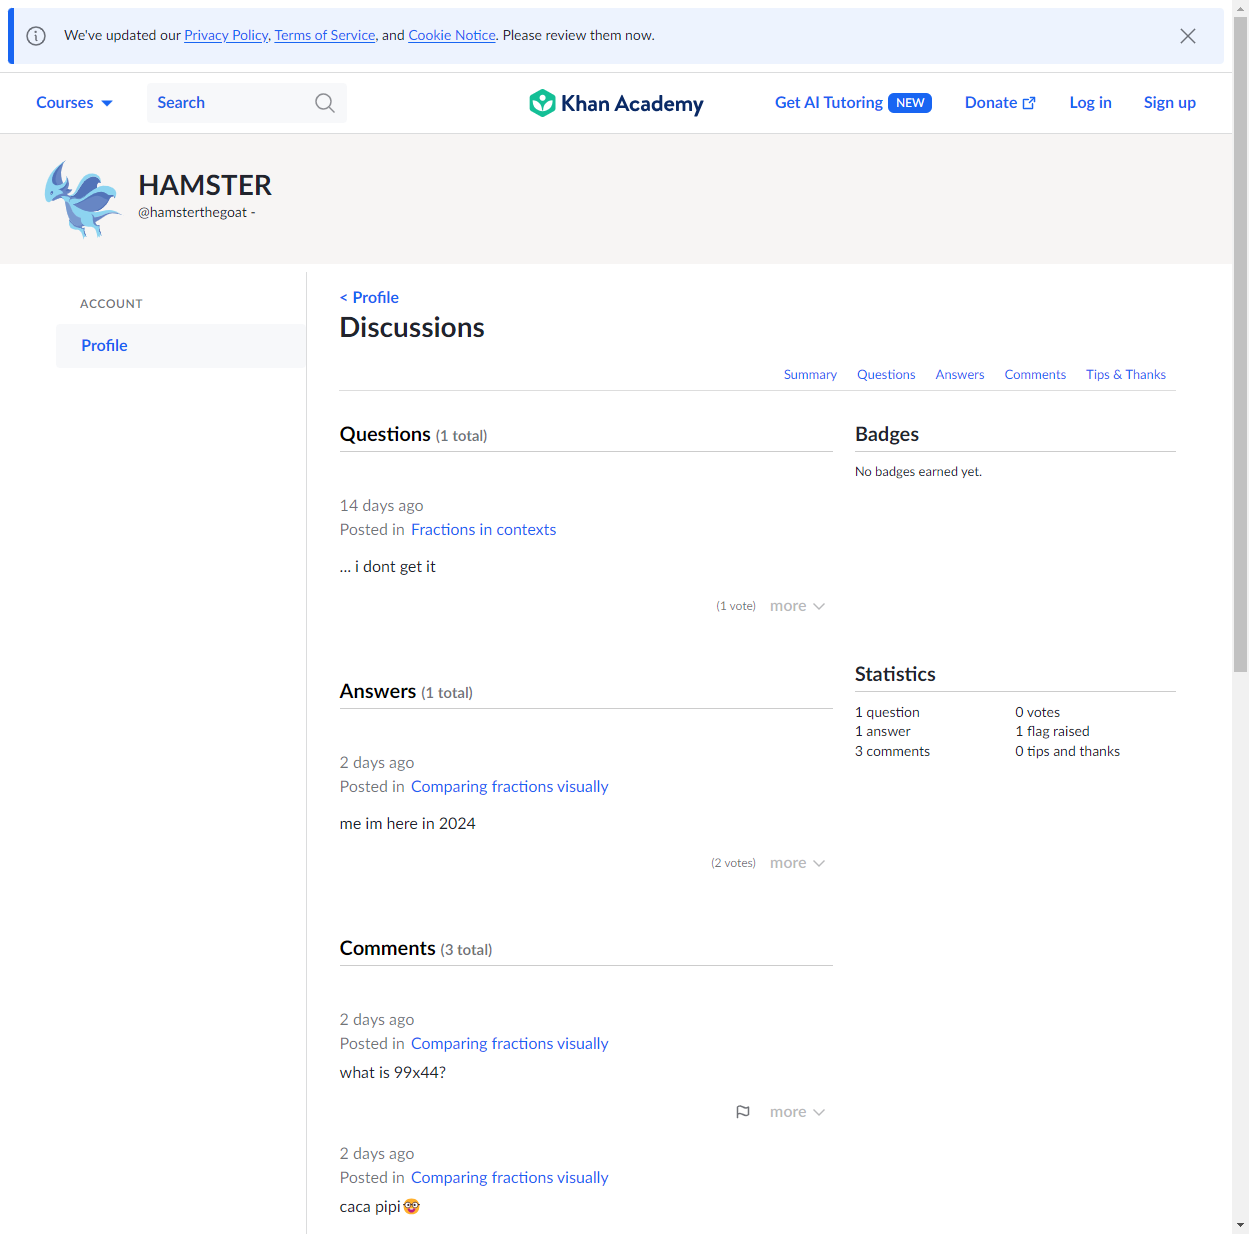 We've updated our Privacy Policy, Terms of Service, and Cookie Notice. Please review them now.
Courses
Search
Khan Academy
Get AI Tutoring NEW
Donate
Log in
Sign up
HAMSTER
@hamsterthegoat -
ACCOUNT
Profile
< Profile
Discussions
Summary Questions Answers Comments Tips & Thanks
Questions (1 total)
14 days ago
Posted in Fractions in contexts
... i dont get it
(1 vote) more
Answers (1 total)
2 days ago
Posted in Comparing fractions visually
me im here in 2024
(2 votes) more
Comments (3 total)
2 days ago
Posted in Comparing fractions visually
what is 99x44?
more
2 days ago
Posted in Comparing fractions visually
caca pipi🤓
Badges
No badges earned yet.
Statistics
1 question 0 votes
1 answer 1 flag raised
3 comments 0 tips and thanks